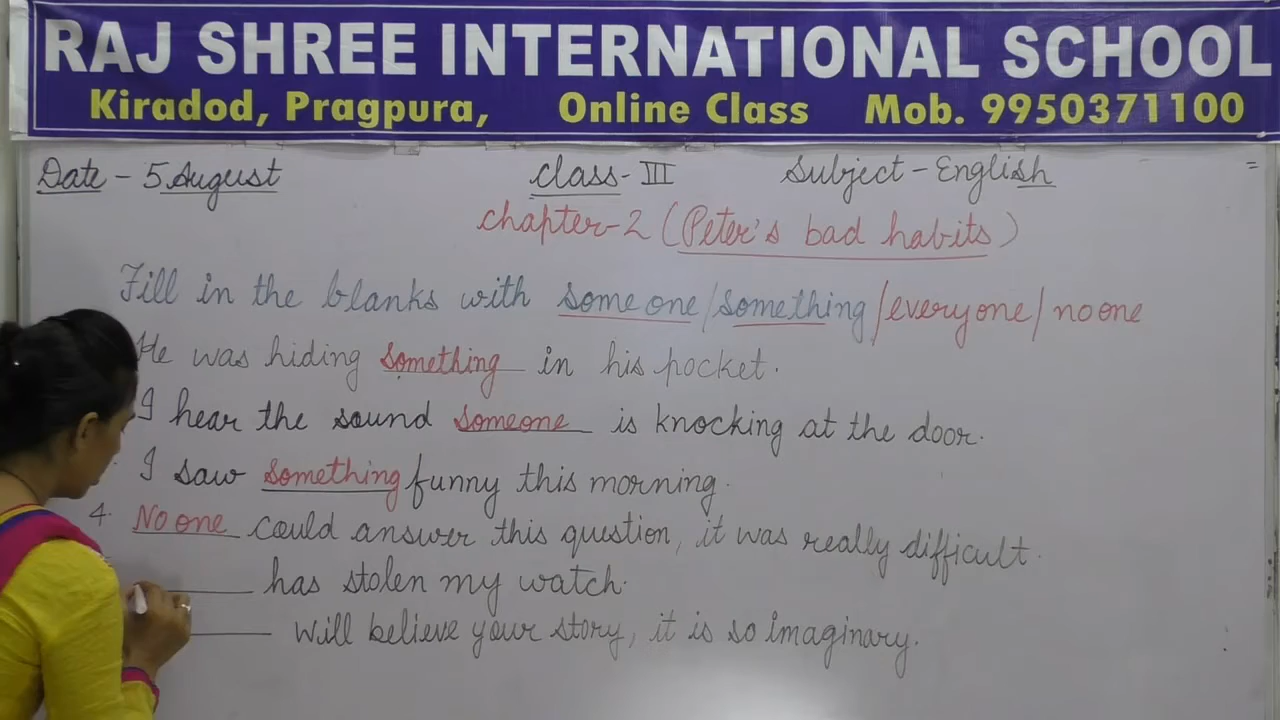 RAJ SHREE INTERNATIONAL SCHOOL
Kiradod, Pragpura, Online Class Mob. 9950371100
Date - 5 August Class - III Subject - English
Chapter-2 (Peter's bad habits)
Fill in the blanks with someone/something/everyone/no one
He was hiding something in his pocket.
I hear the sound someone is knocking at the door.
I saw something funny this morning.
4. No one could answer this question, it was really difficult.
has stolen my watch.
will believe your story, it is so imaginary.